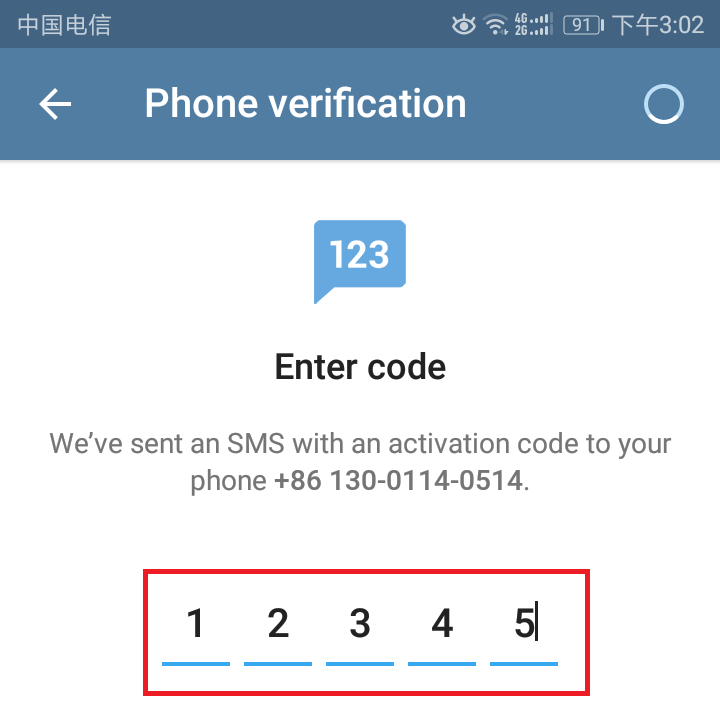 中国电信 4G 2G 91 下午3:02
Phone verification
123
Enter code
We’ve sent an SMS with an activation code to your
phone +86 130-0114-0514.
1 2 3 4 5